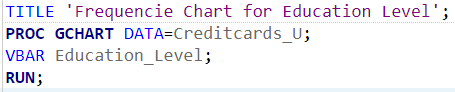 TITLE 'Frequencie Chart for Education Level';
PROC GCHART DATA=Creditcards_U;
VBAR Education_Level;
RUN;